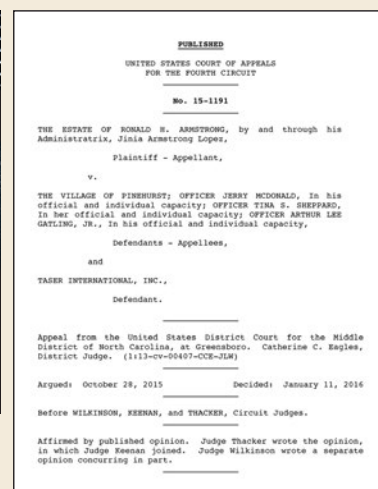 PUBLISHED
UNITED STATES COURT OF APPEALS
FOR THE FOURTH CIRCUIT
No. 15-1191
THE ESTATE OF RONALD H. ARMSTRONG, by and through his
Administratrix, Jinia Armstrong Lopez,
Plaintiff - Appellant,
v.
THE VILLAGE OF PINEHURST; OFFICER JERRY MCDONALD, In his
official and individual capacity; OFFICER TINA S. SHEPPARD,
In her official and individual capacity; OFFICER ARTHUR LEE
GATLING, JR., In his official and individual capacity,
Defendants - Appellees,
and
TASER INTERNATIONAL, INC.,
Defendant.
Appeal from the United States District Court for the Middle
District of North Carolina, at Greensboro. Catherine C. Eagles,
District Judge. (1:13-cv-00407-CCE-JLW)
Argued: October 28, 2015 Decided: January 11, 2016
Before WILKINSON, KEENAN, and THACKER, Circuit Judges.
Affirmed by published opinion. Judge Thacker wrote the opinion,
in which Judge Keenan joined. Judge Wilkinson wrote a separate
opinion concurring in part.